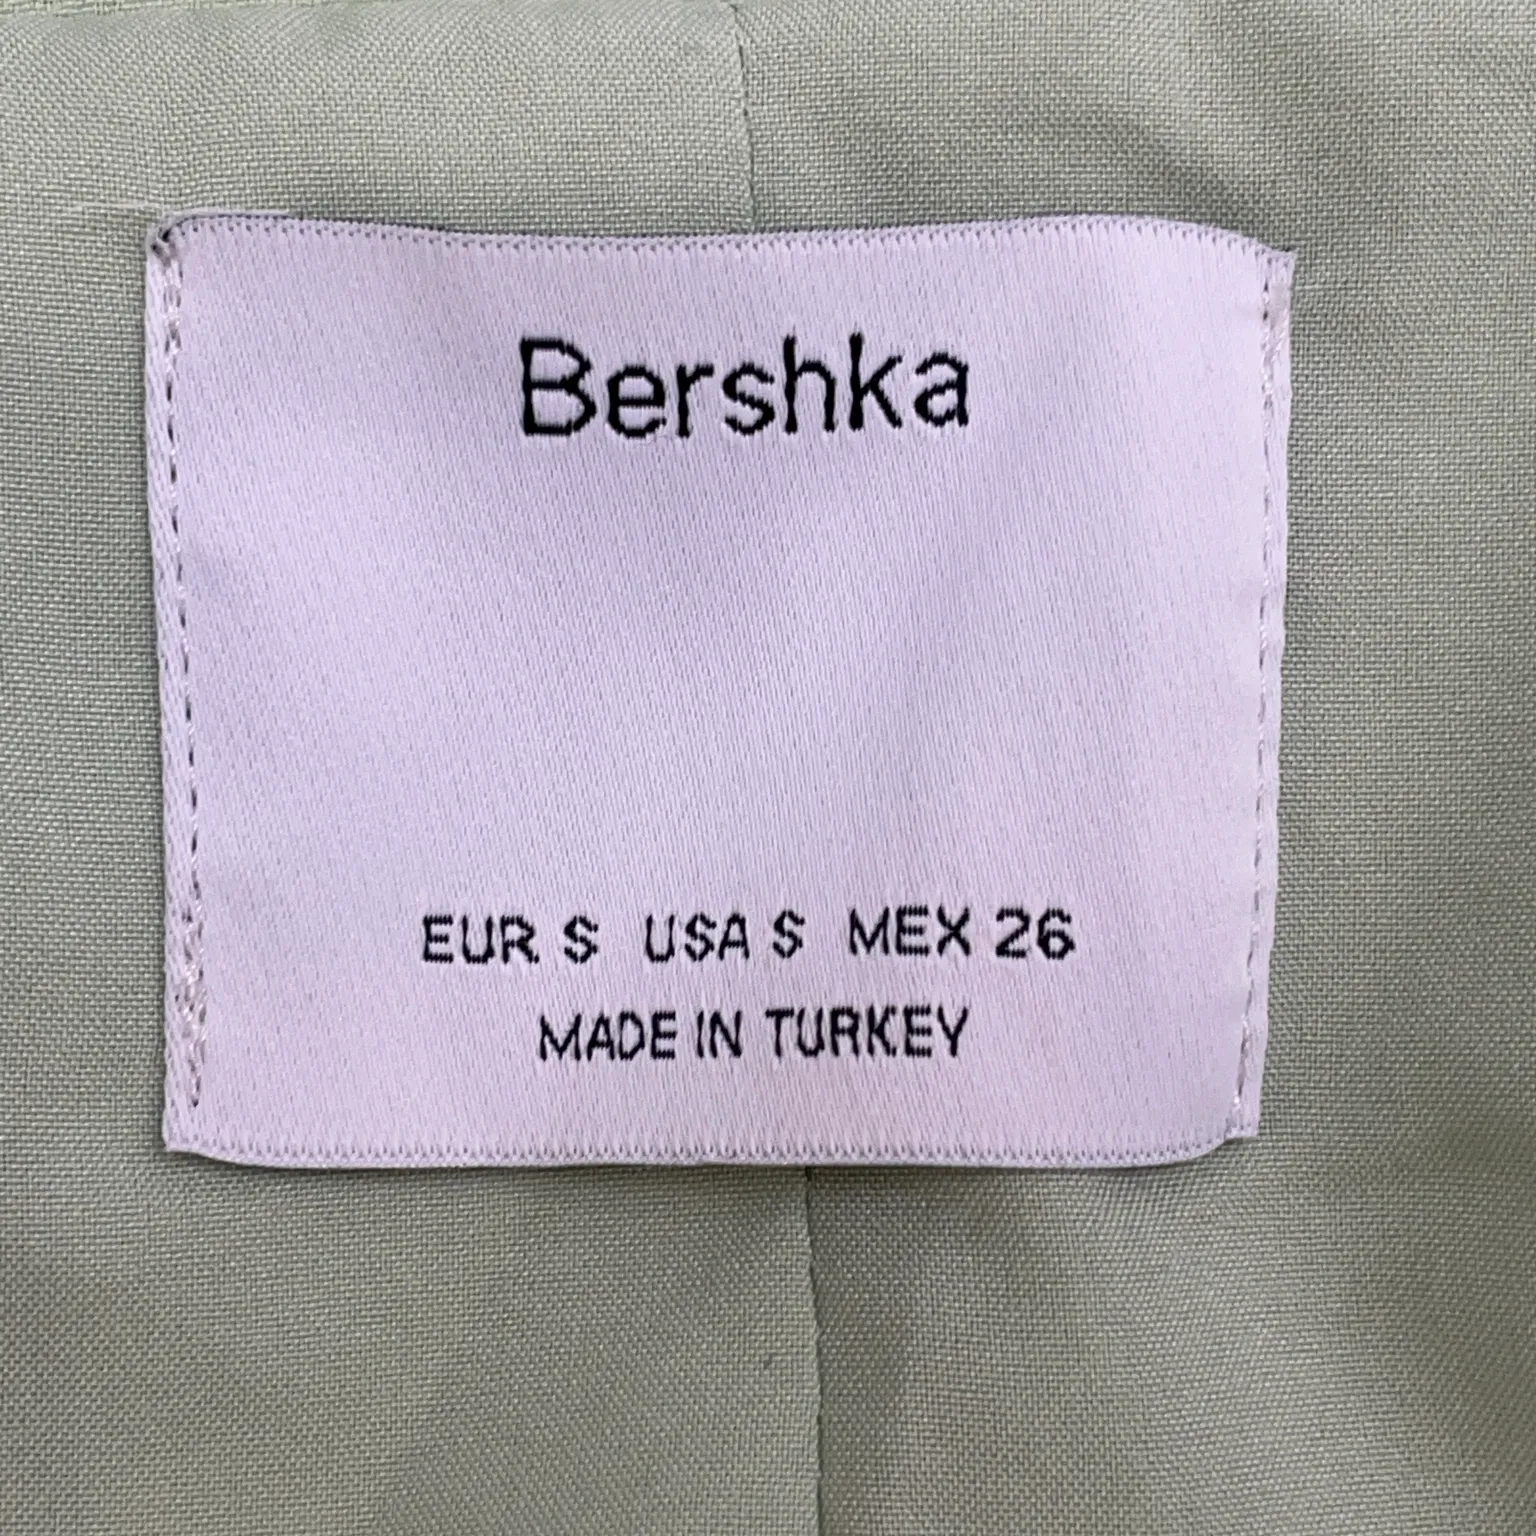 Bershka
EUR S USA S MEX 26
MADE IN TURKEY